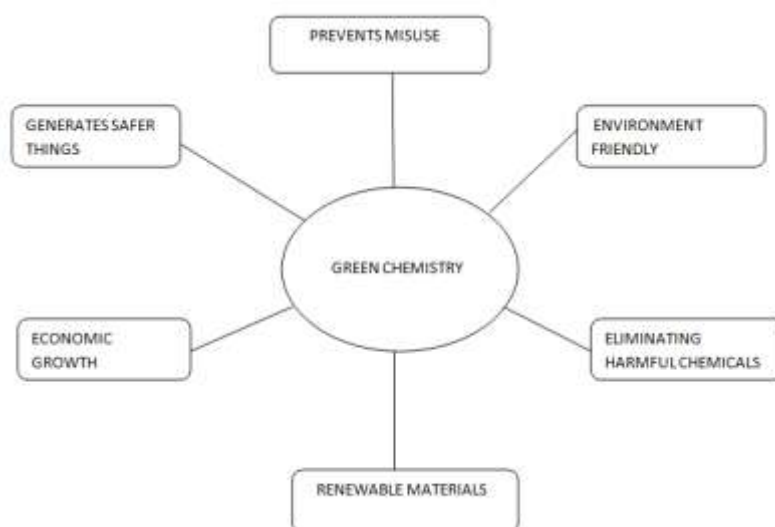 PREVENTS MISUSE
GENERATES SAFER
THINGS
ENVIRONMENT
FRIENDLY
GREEN CHEMISTRY
ECONOMIC
GROWTH
ELIMINATING
HARMFUL CHEMICALS
RENEWABLE MATERIALS